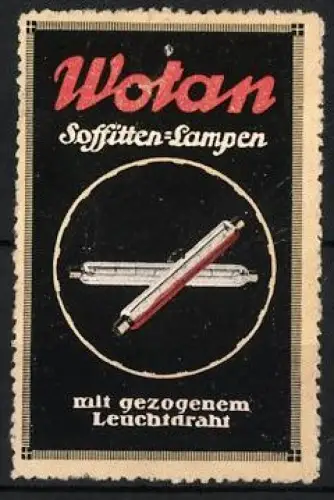 Wotan
Soffitten=Lampen
mit gezogenem
Leuchtdraht